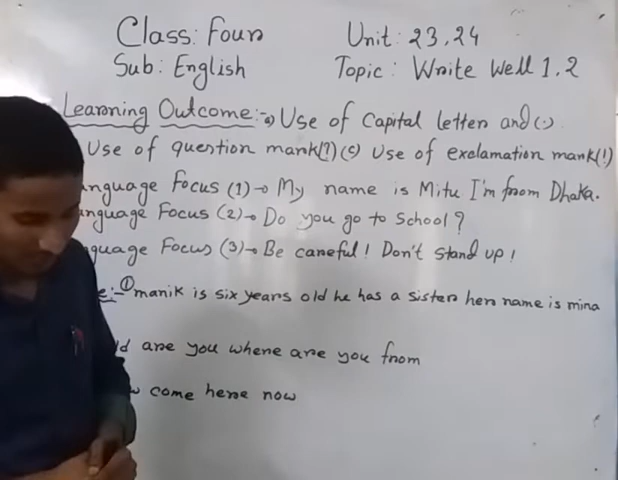 Class: Four
Unit: 23,24
Sub: English
Topic: Write Well 1,2
Learning Outcome:- a) Use of Capital letter and (.)
Use of question mark(?) (c) Use of exclamation mark(!)
nguage Focus (1)→ My name is Mitu I'm from Dhaka.
nguage Focus (2)→ Do you go to School?
guage Focus (3)→ Be careful! Don't stand up!
e:- ① manik is six years old he has a sister her name is mina
ld are you where are you from
w come here now